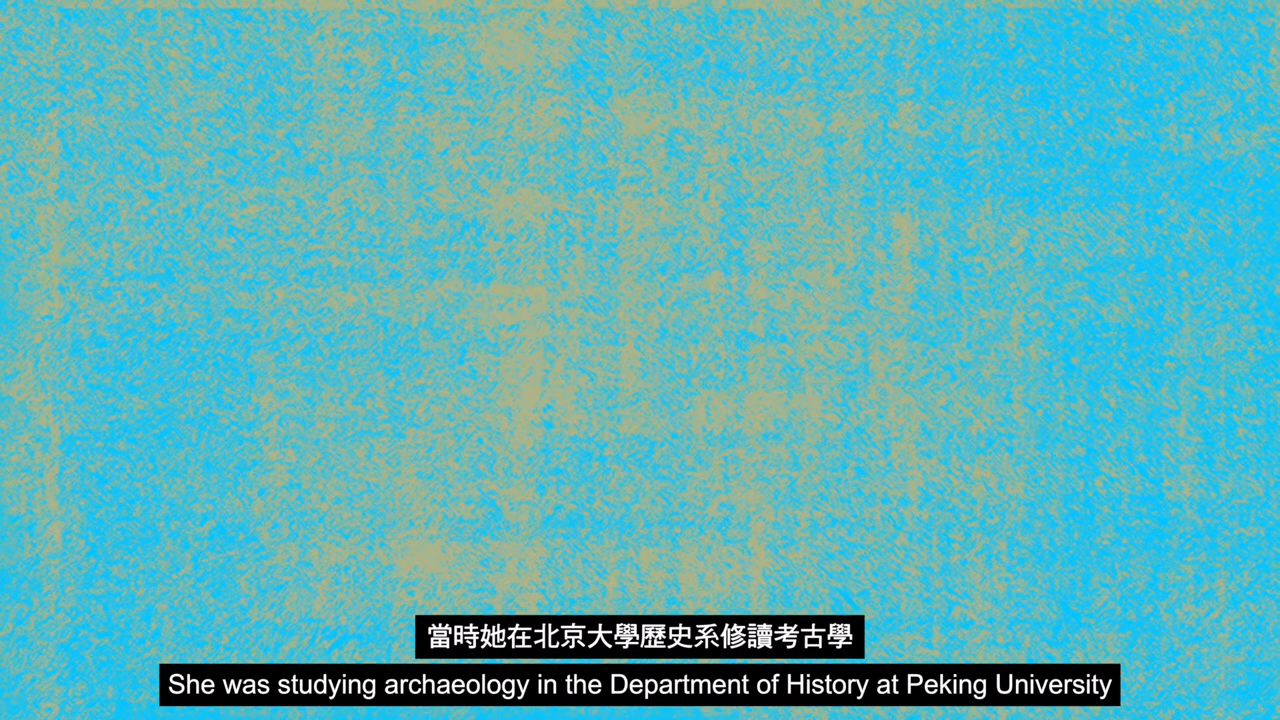 當時她在北京大學歷史系修讀考古學
She was studying archaeology in the Department of History at Peking University